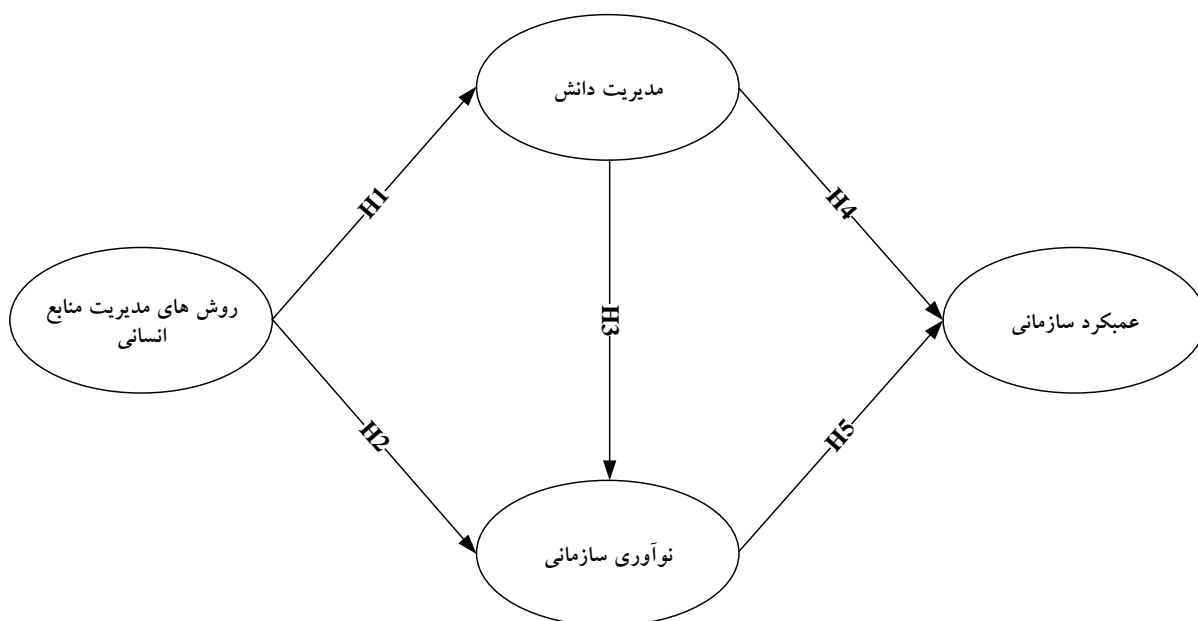 مدیریت دانش
H1
H4
روش های مدیریت منابع
انسانی
H3
عمبکرد سازمانی
H2
H5
نوآوری سازمانی